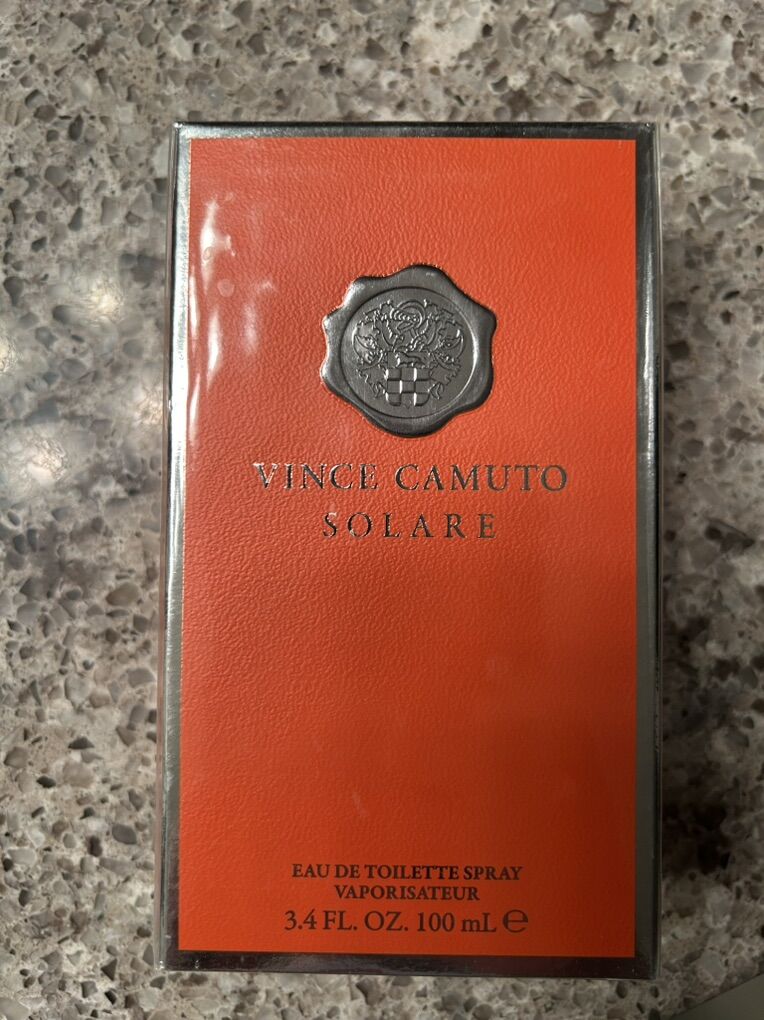 VINCE CAMUTO
SOLARE
EAU DE TOILETTE SPRAY
VAPORISATEUR
3.4 FL. OZ. 100 mL ℮